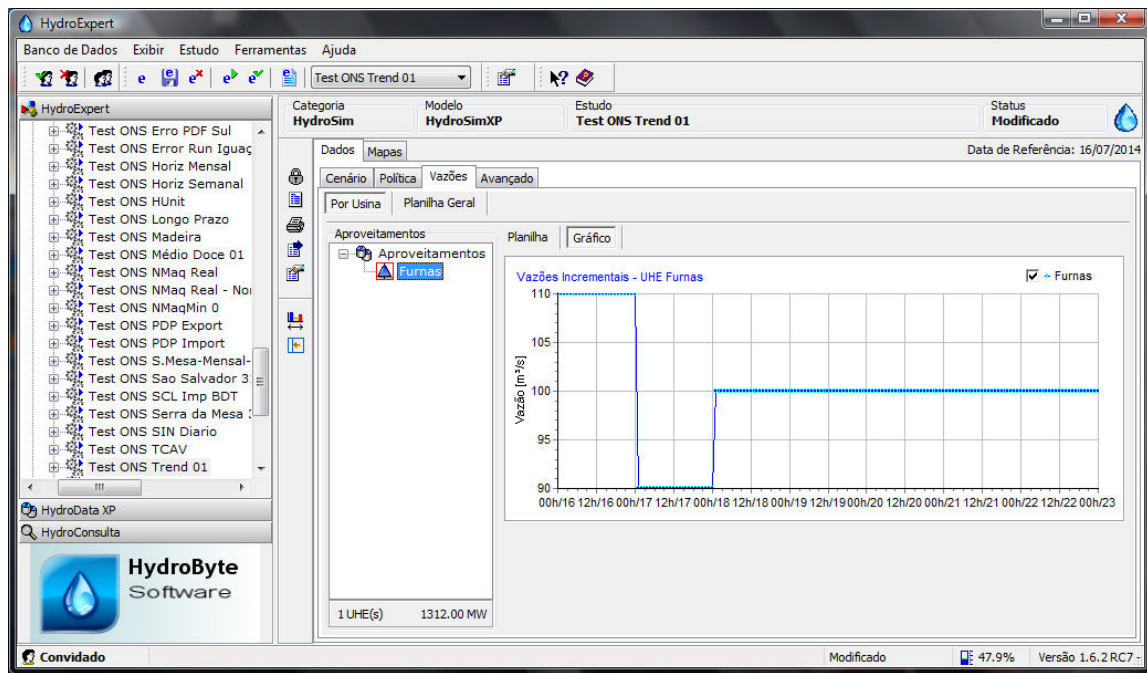 HydroExpert
Banco de Dados Exibir Estudo Ferramentas Ajuda
Test ONS Trend 01
HydroExpert
Test ONS Erro PDF Sul
Test ONS Error Run Iguaç
Test ONS Horiz Mensal
Test ONS Horiz Semanal
Test ONS HUnit
Test ONS Longo Prazo
Test ONS Madeira
Test ONS Médio Doce 01
Test ONS NMaq Real
Test ONS NMaq Real - Nor
Test ONS NMaqMin 0
Test ONS PDP Export
Test ONS PDP Import
Test ONS S.Mesa-Mensal-
Test ONS Sao Salvador 3
Test ONS SCL Imp BDT
Test ONS Serra da Mesa
Test ONS SIN Diario
Test ONS TCAV
Test ONS Trend 01
HydroData XP
HydroConsulta
HydroByte
Software
Categoria Modelo Estudo Status
HydroSim HydroSimXP Test ONS Trend 01 Modificado
Dados Mapas Data de Referência: 16/07/2014
Cenário Política Vazões Avançado
Por Usina Planilha Geral
Aproveitamentos
Aproveitamentos
Furnas
1 UHE(s) 1312.00 MW
Planilha Gráfico
Vazões Incrementais - UHE Furnas
Furnas
Vazão [m³/s]
110
105
100
95
90
00h/16 12h/16 00h/17 12h/17 00h/18 12h/18 00h/19 12h/19 00h/20 12h/20 00h/21 12h/21 00h/22 12h/22 00h/23
Convidado Modificado 47.9% Versão 1.6.2 RC7 -